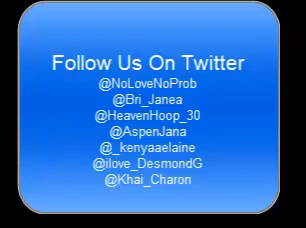 Follow Us On Twitter
@NoLoveNoProb
@Bri_Janea
@HeavenHoop_30
@AspenJana
@_kenyaaelaine
@ilove_DesmondG
@Khai_Charon